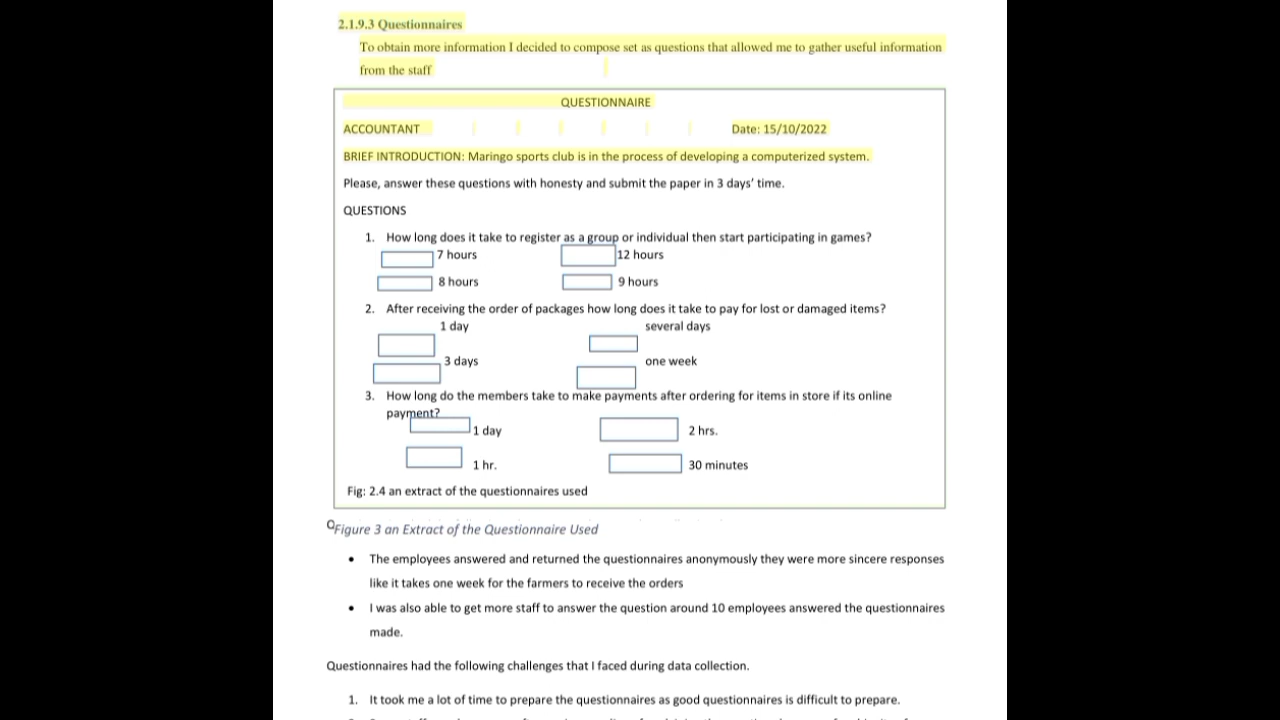 2.1.9.3 Questionnaires
To obtain more information I decided to compose set as questions that allowed me to gather useful information
from the staff
QUESTIONNAIRE
ACCOUNTANT Date: 15/10/2022
BRIEF INTRODUCTION: Maringo sports club is in the process of developing a computerized system.
Please, answer these questions with honesty and submit the paper in 3 days' time.
QUESTIONS
1. How long does it take to register as a group or individual then start participating in games?
7 hours 12 hours
8 hours 9 hours
2. After receiving the order of packages how long does it take to pay for lost or damaged items?
1 day several days
3 days one week
3. How long do the members take to make payments after ordering for items in store if its online
payment?
1 day 2 hrs.
1 hr. 30 minutes
Fig: 2.4 an extract of the questionnaires used
Figure 3 an Extract of the Questionnaire Used
• The employees answered and returned the questionnaires anonymously they were more sincere responses
like it takes one week for the farmers to receive the orders
• I was also able to get more staff to answer the question around 10 employees answered the questionnaires
made.
Questionnaires had the following challenges that I faced during data collection.
1. It took me a lot of time to prepare the questionnaires as good questionnaires is difficult to prepare.